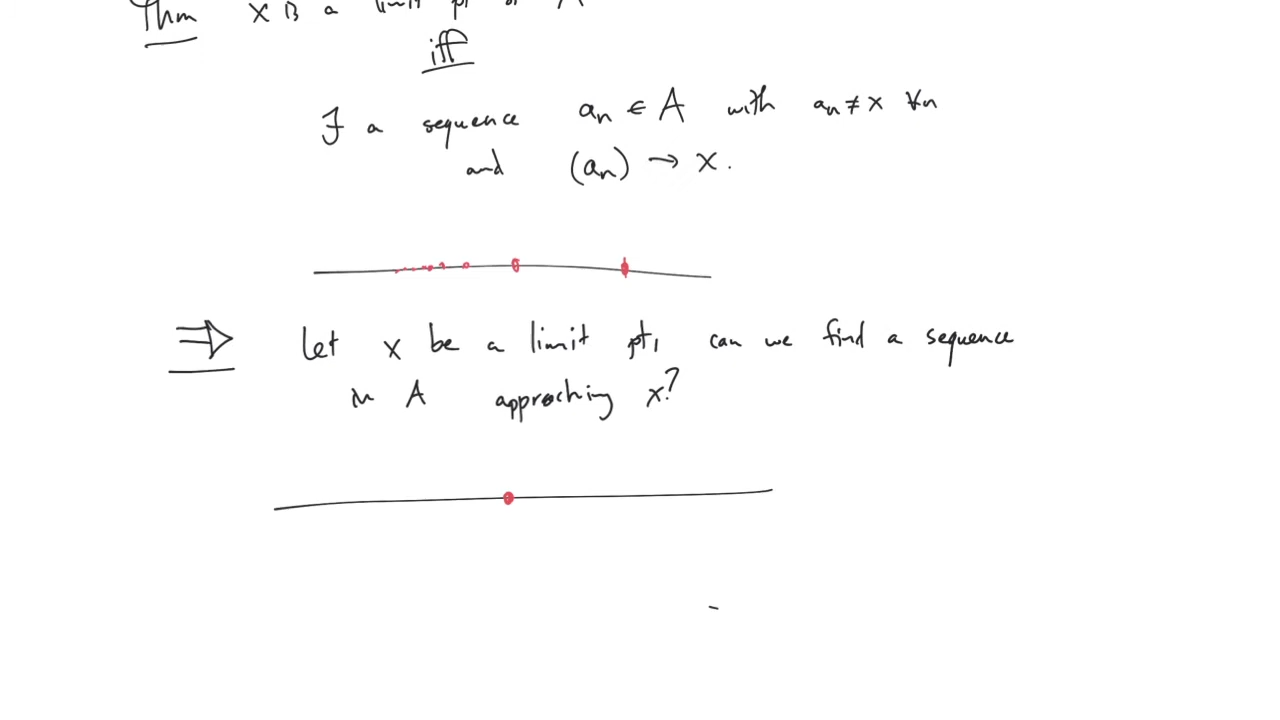 Thm x is a limit pt of A
iff
∃ a sequence an ∈ A with an ≠ x ∀n
and (an) → x.
⇒ Let x be a limit pt, can we find a sequence
in A approching x?